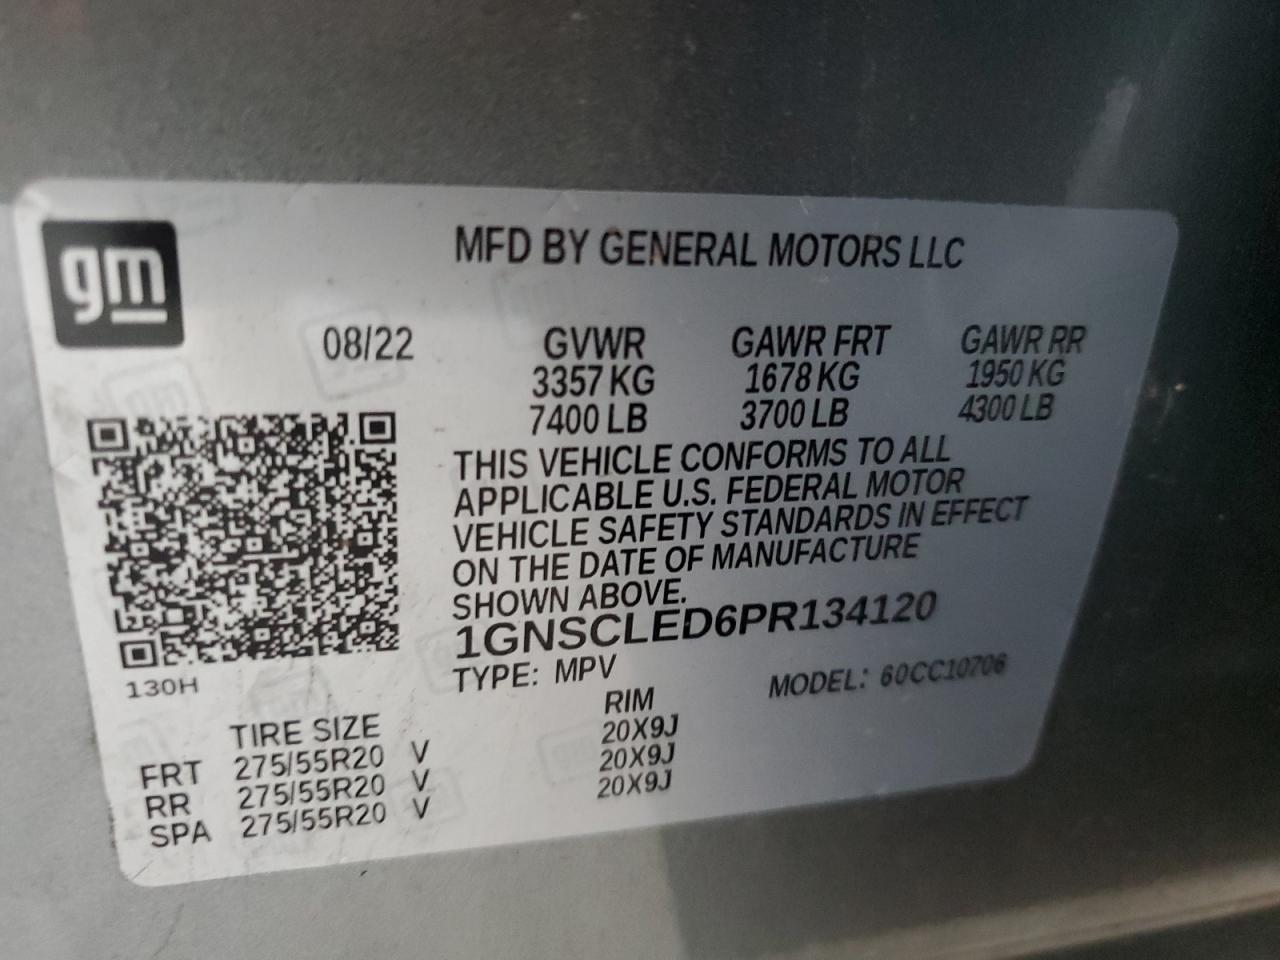 gm
MFD BY GENERAL MOTORS LLC
08/22 GVWR GAWR FRT GAWR RR
3357 KG 1678 KG 1950 KG
7400 LB 3700 LB 4300 LB
THIS VEHICLE CONFORMS TO ALL
APPLICABLE U.S. FEDERAL MOTOR
VEHICLE SAFETY STANDARDS IN EFFECT
ON THE DATE OF MANUFACTURE
SHOWN ABOVE.
1GNSCLED6PR134120
TYPE: MPV MODEL: 60CC10706
130H
TIRE SIZE RIM
FRT 275/55R20 V 20X9J
RR 275/55R20 V 20X9J
SPA 275/55R20 V 20X9J